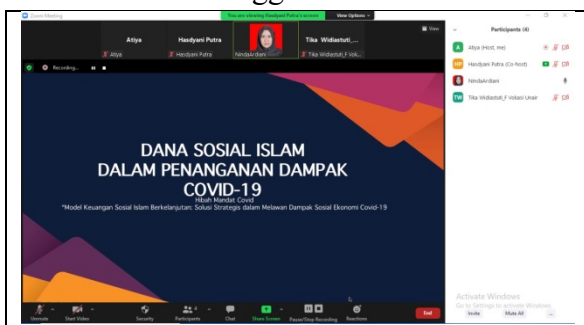 Zoom Meeting
You are viewing Hasdyani Putra's screen
View Options
View
Participants (4)
Atiya
Hasdyani Putra
Tika Widiastuti,...
Atiya
Hasdyani Putra
NindaArdiani
Tika Widiastuti_F Vok...
Atiya (Host, me)
Hasdyani Putra (Co-host)
NindaArdiani
Tika Widiastuti_F Vokasi Unair
HP
TW
Recording...
DANA SOSIAL ISLAM
DALAM PENANGANAN DAMPAK
COVID-19
Hibah Mandat Covid
"Model Keuangan Sosial Islam Berkelanjutan: Solusi Strategis dalam Melawan Dampak Sosial Ekonomi Covid-19
Activate Windows
Go to Settings to activate Windows.
Unmute
Start Video
Security
Participants
4
Chat
Share Screen
Pause/Stop Recording
Reactions
End
Invite
Mute All
...